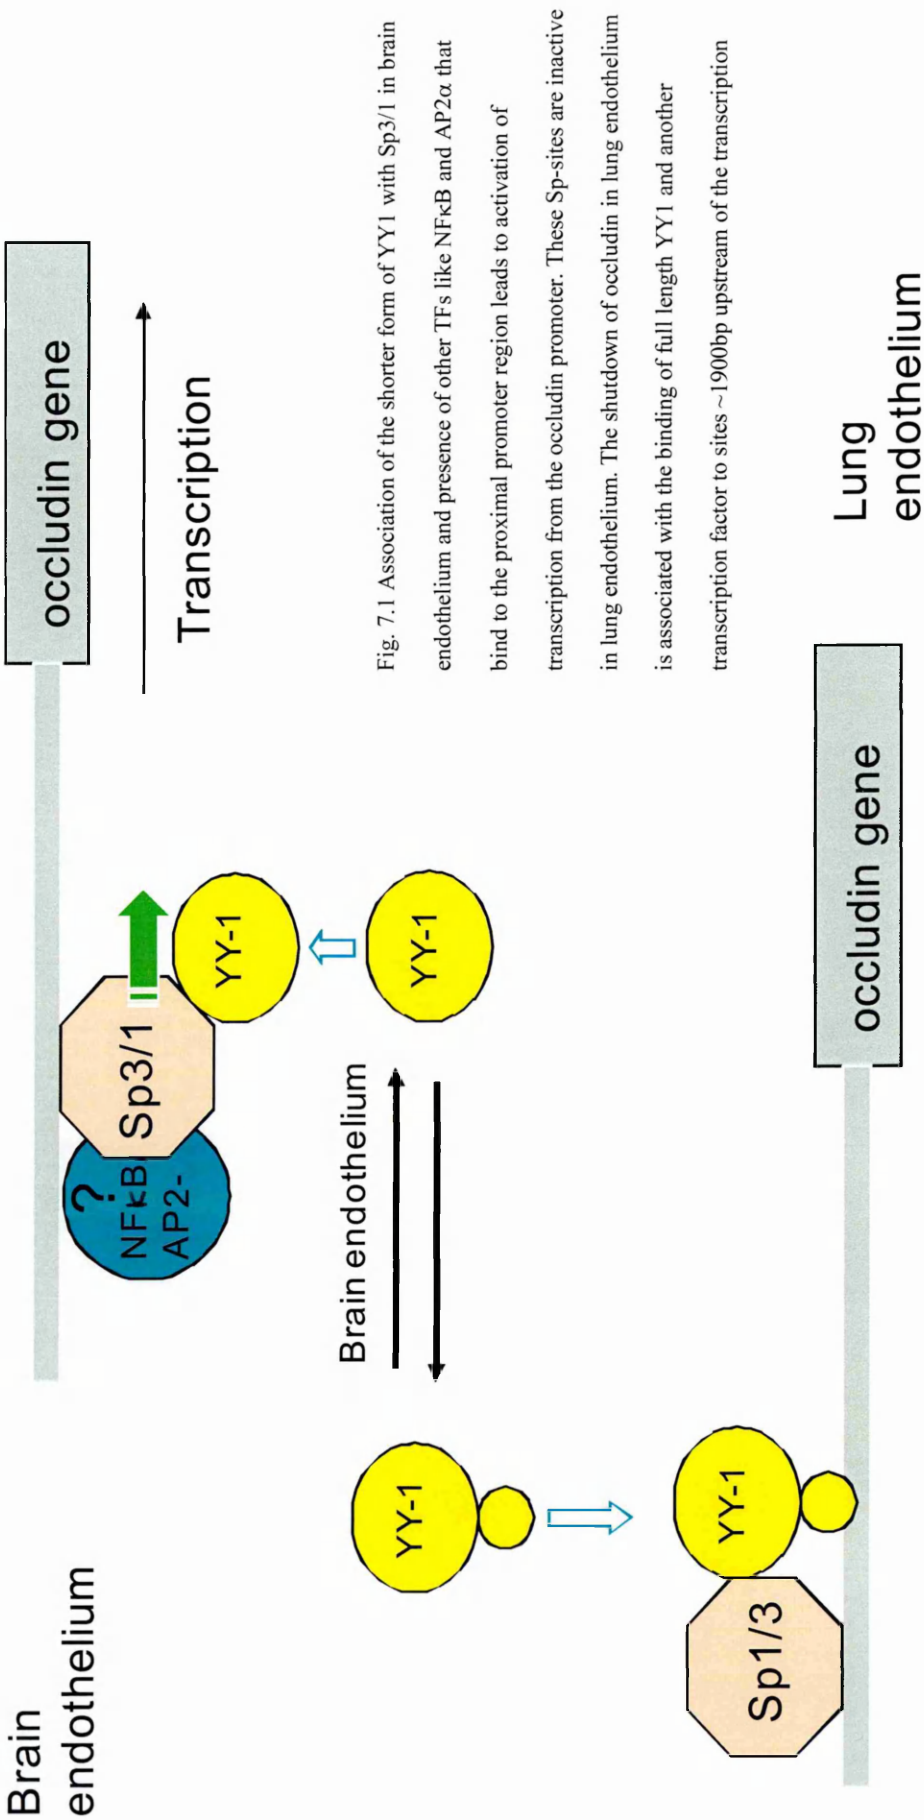 Brain
endothelium
occludin gene
Transcription
?
NFκB
AP2-
Sp3/1
YY-1
YY-1
Brain endothelium
YY-1
YY-1
Sp1/3
occludin gene
Lung
endothelium
Fig. 7.1 Association of the shorter form of YY1 with Sp3/1 in brain
endothelium and presence of other TFs like NFκB and AP2α that
bind to the proximal promoter region leads to activation of
transcription from the occludin promoter. These Sp-sites are inactive
in lung endothelium. The shutdown of occludin in lung endothelium
is associated with the binding of full length YY1 and another
transcription factor to sites ~1900bp upstream of the transcription